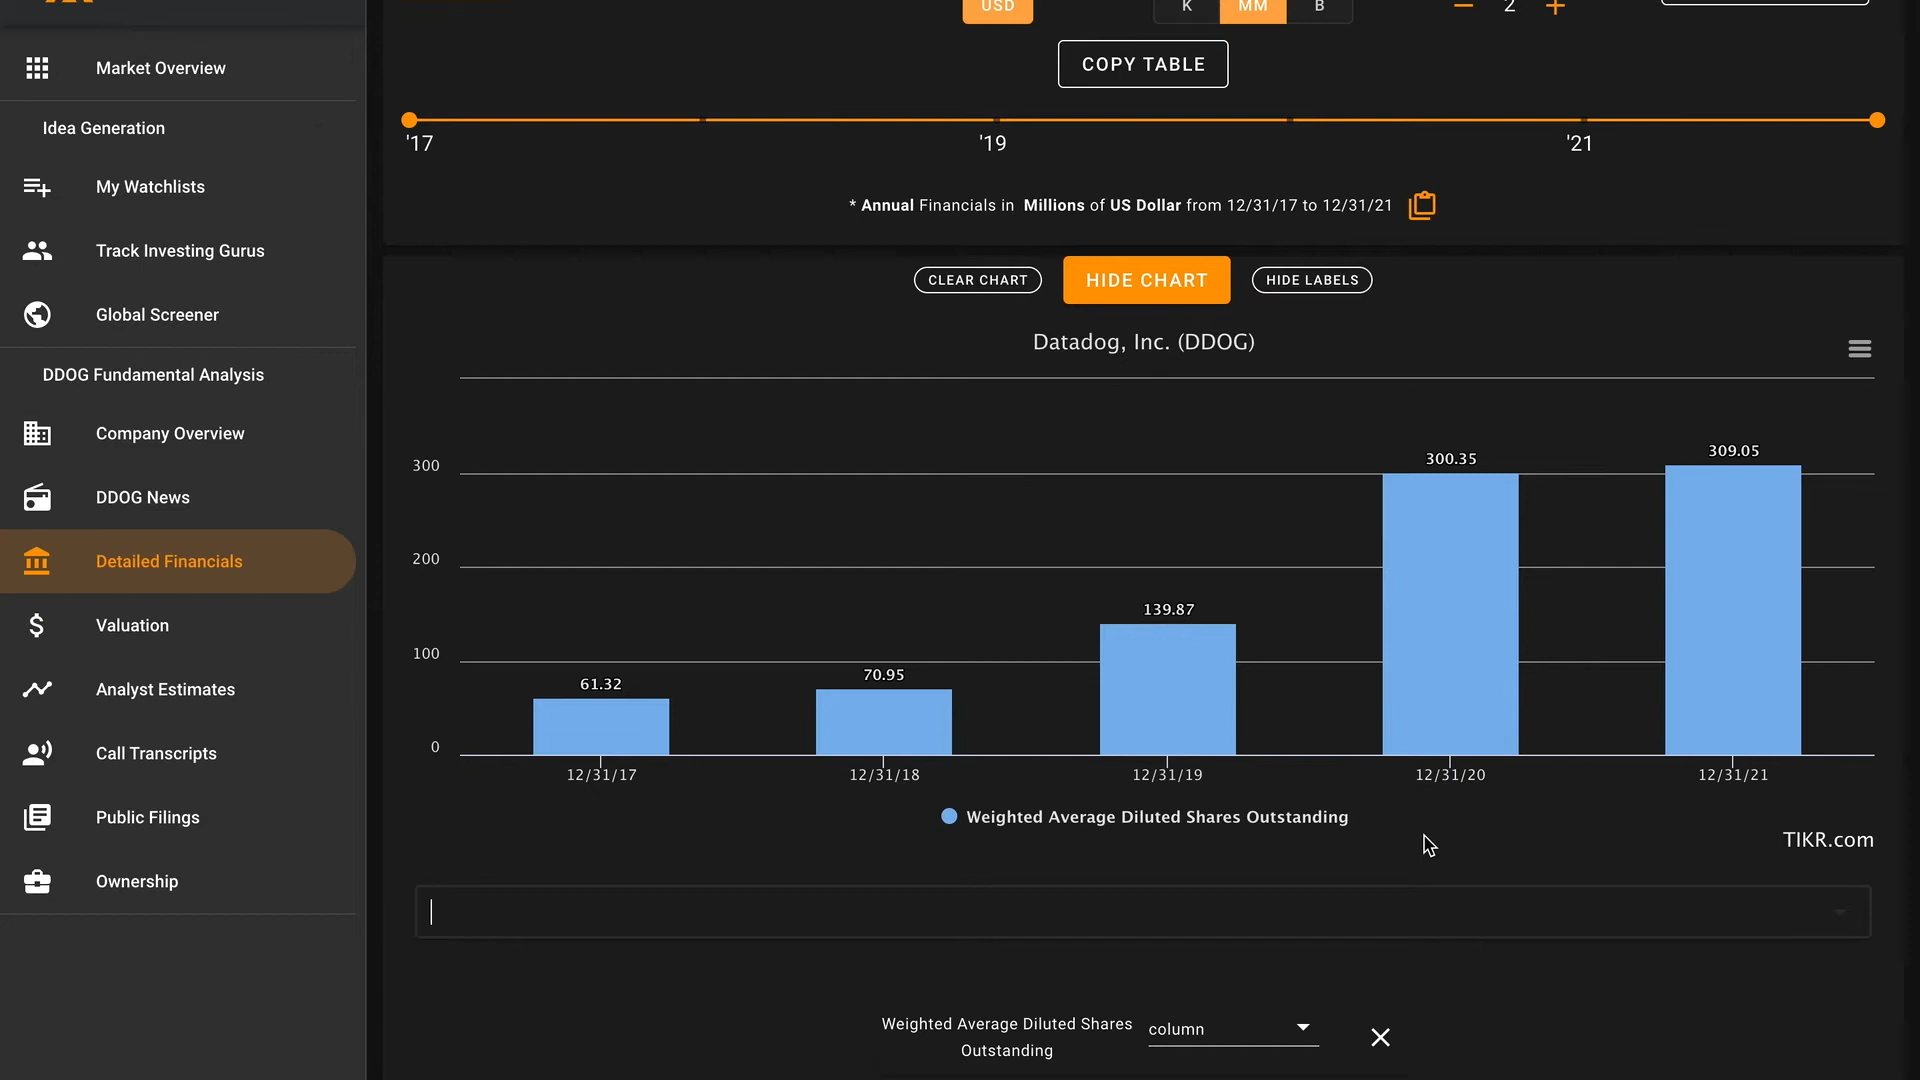 USD
K
MM
B
2
COPY TABLE
'17
'19
'21
* Annual Financials in Millions of US Dollar from 12/31/17 to 12/31/21
Market Overview
Idea Generation
My Watchlists
Track Investing Gurus
Global Screener
DDOG Fundamental Analysis
Company Overview
DDOG News
Detailed Financials
Valuation
Analyst Estimates
Call Transcripts
Public Filings
Ownership
CLEAR CHART
HIDE CHART
HIDE LABELS
Datadog, Inc. (DDOG)
300
200
100
0
61.32
70.95
139.87
300.35
309.05
12/31/17
12/31/18
12/31/19
12/31/20
12/31/21
Weighted Average Diluted Shares Outstanding
TIKR.com
Weighted Average Diluted Shares
Outstanding
column